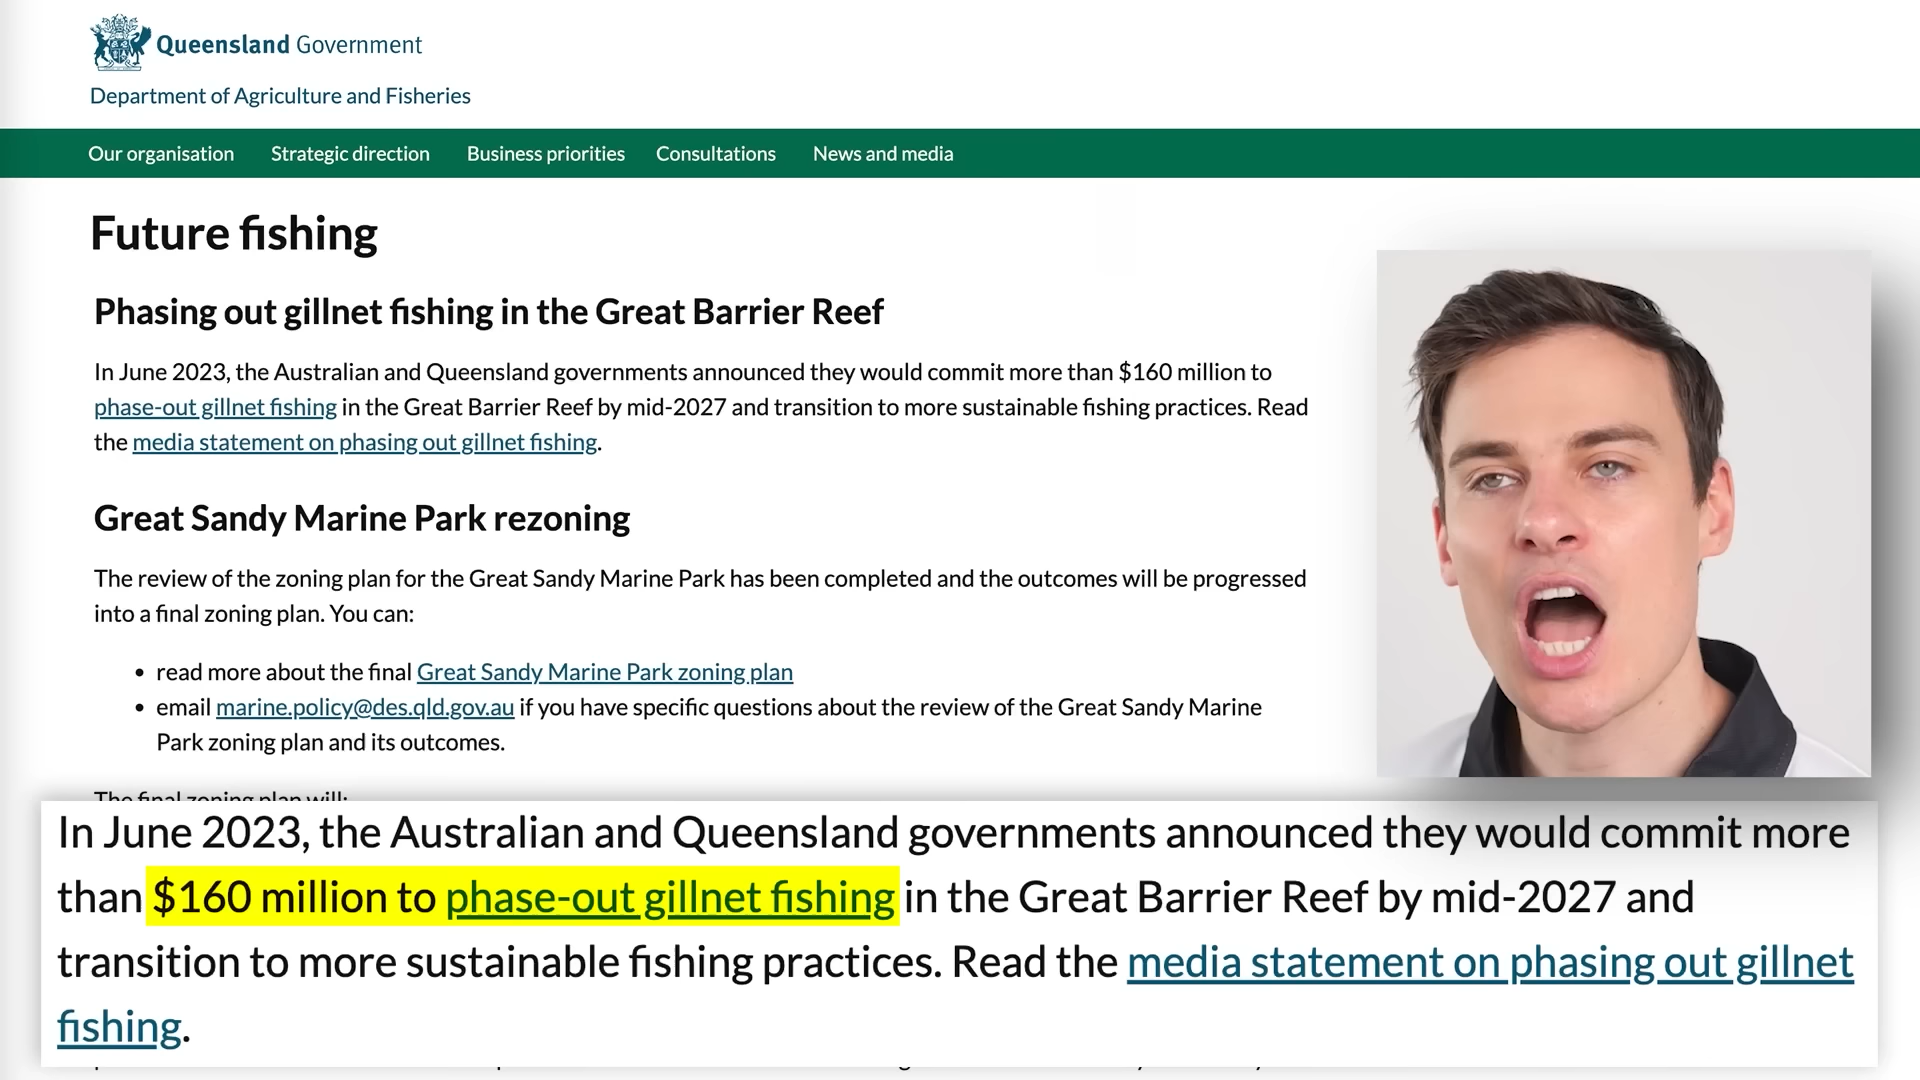 Queensland Government
Department of Agriculture and Fisheries
Our organisation Strategic direction Business priorities Consultations News and media
Future fishing
Phasing out gillnet fishing in the Great Barrier Reef
In June 2023, the Australian and Queensland governments announced they would commit more than $160 million to
phase-out gillnet fishing in the Great Barrier Reef by mid-2027 and transition to more sustainable fishing practices. Read
the media statement on phasing out gillnet fishing.
Great Sandy Marine Park rezoning
The review of the zoning plan for the Great Sandy Marine Park has been completed and the outcomes will be progressed
into a final zoning plan. You can:
• read more about the final Great Sandy Marine Park zoning plan
• email marine.policy@des.qld.gov.au if you have specific questions about the review of the Great Sandy Marine
Park zoning plan and its outcomes.
The final zoning plan will:
In June 2023, the Australian and Queensland governments announced they would commit more
than $160 million to phase-out gillnet fishing in the Great Barrier Reef by mid-2027 and
transition to more sustainable fishing practices. Read the media statement on phasing out gillnet
fishing.